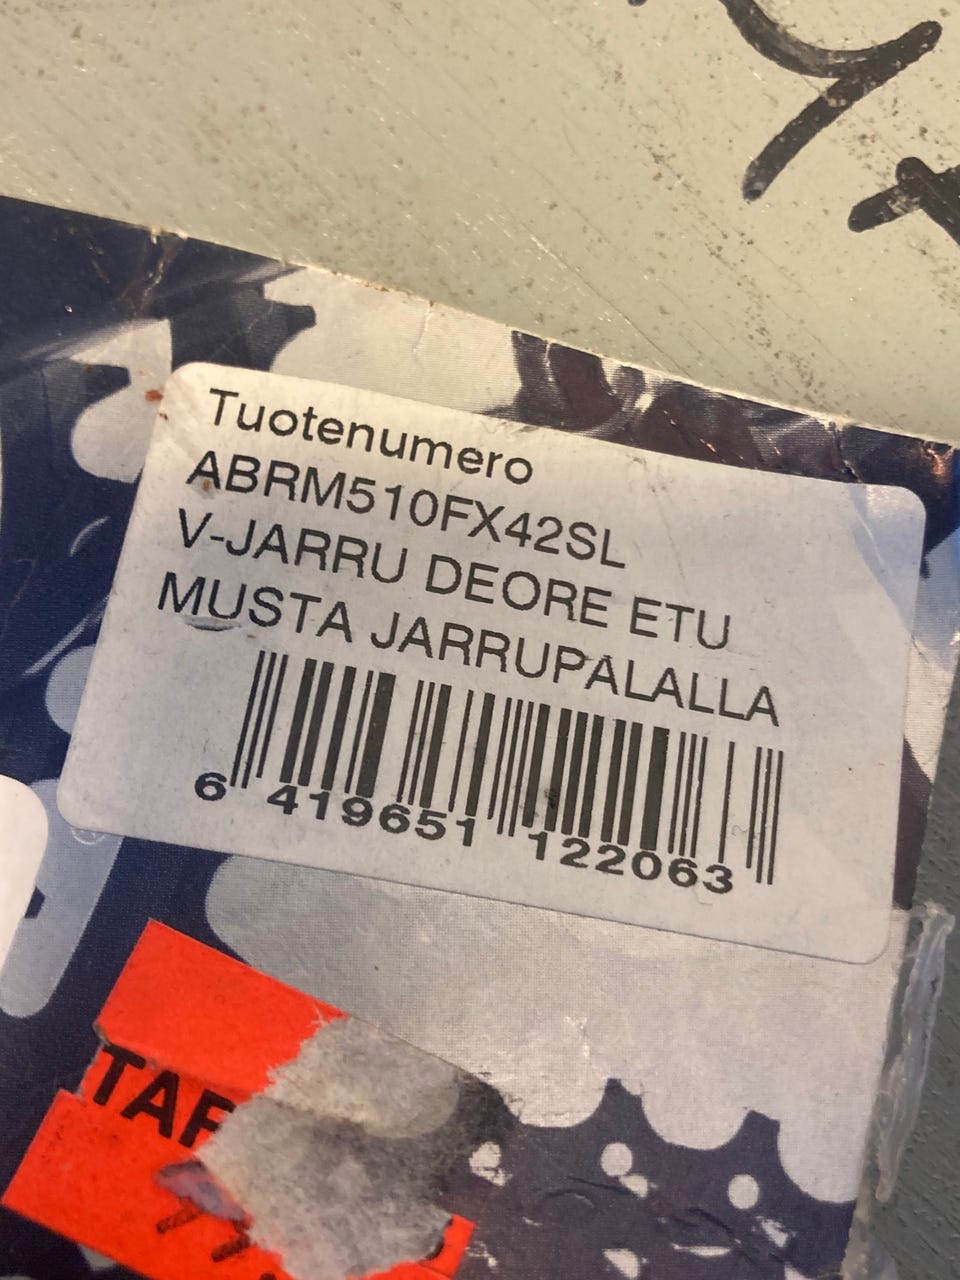 Tuotenumero
ABRM510FX42SL
V-JARRU DEORE ETU
MUSTA JARRUPALALLA
6 419651 122063